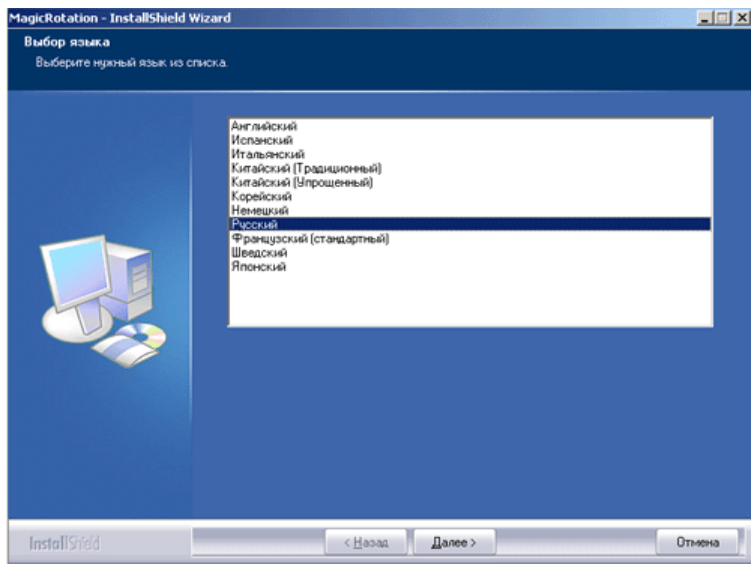 MagicRotation - InstallShield Wizard
Выбор языка
Выберите нужный язык из списка.
Английский
Испанский
Итальянский
Китайский (Традиционный)
Китайский (Упрощенный)
Корейский
Немецкий
Русский
Французский (стандартный)
Шведский
Японский
InstallShield
< Назад
Далее >
Отмена